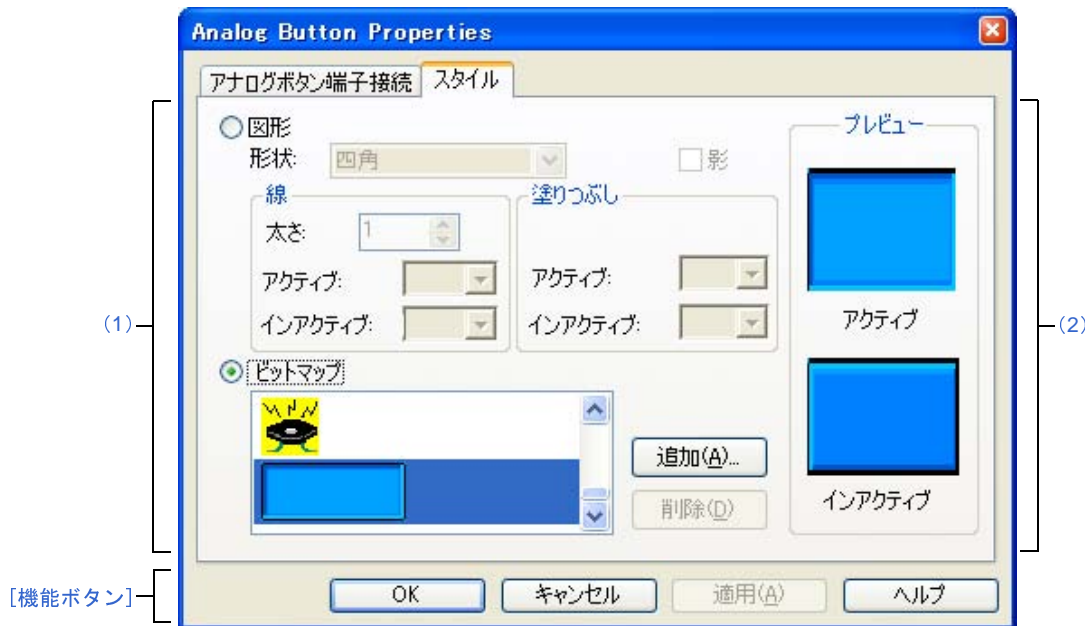 Analog Button Properties
アナログボタン端子接続
スタイル
図形
形状:
四角
影
線
太さ:
1
アクティブ:
インアクティブ:
塗りつぶし
アクティブ:
インアクティブ:
ビットマップ
追加(A)...
削除(D)
プレビュー
アクティブ
インアクティブ
(1)
(2)
[機能ボタン]
OK
キャンセル
適用(A)
ヘルプ